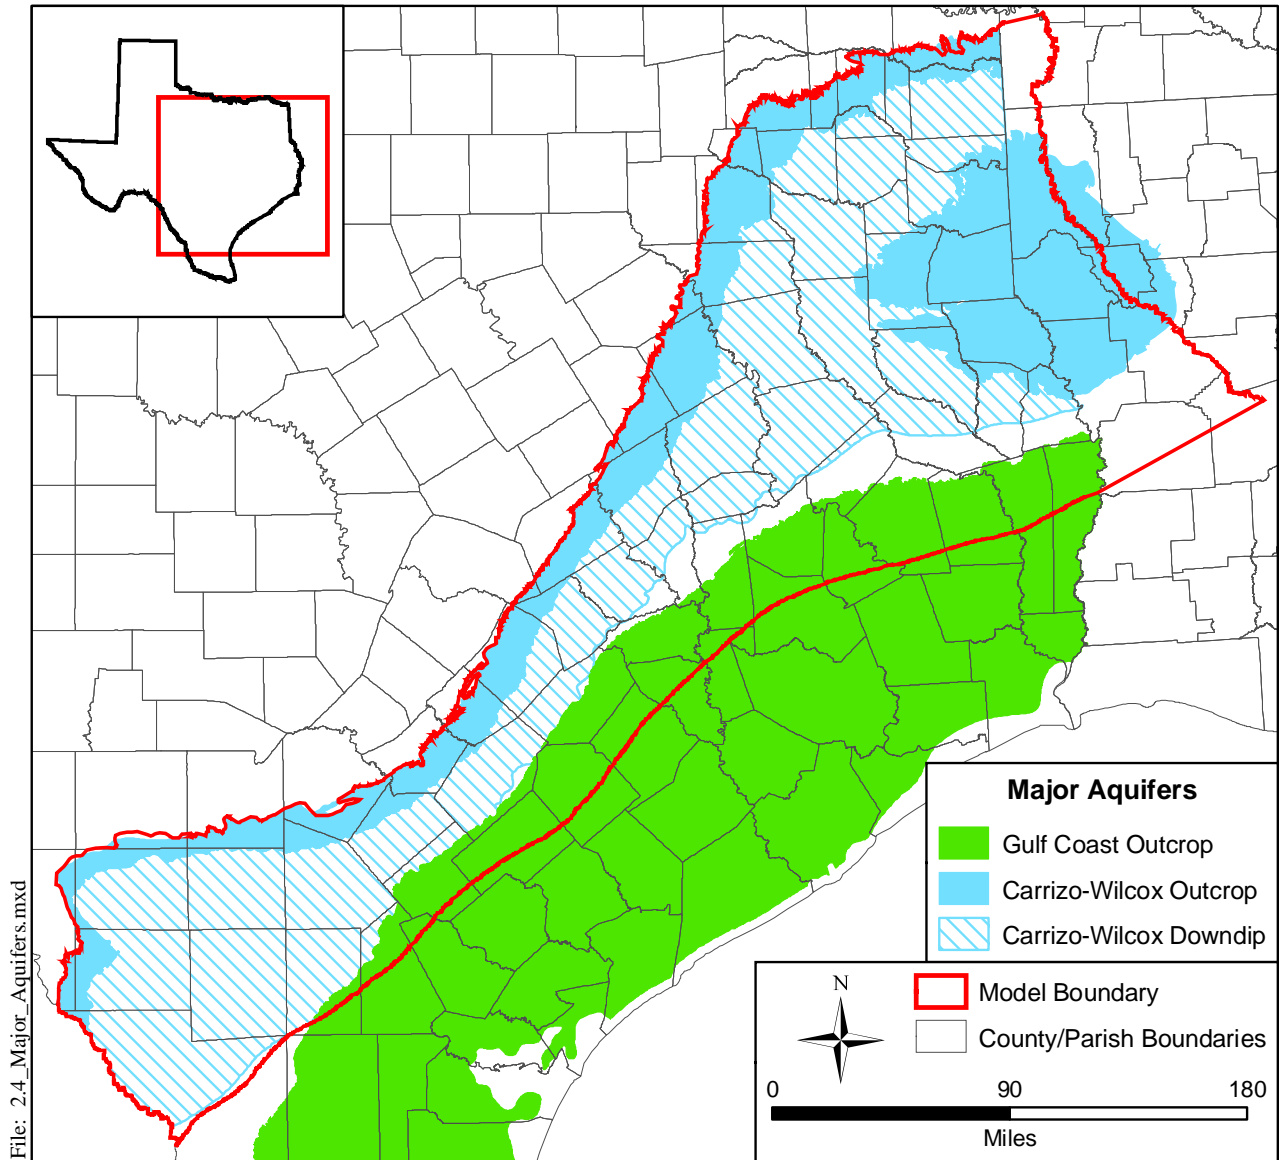 Major Aquifers
Gulf Coast Outcrop
Carrizo-Wilcox Outcrop
Carrizo-Wilcox Downdip
N
Model Boundary
County/Parish Boundaries
0 90 180
Miles
File: 2.4_Major_Aquifers.mxd